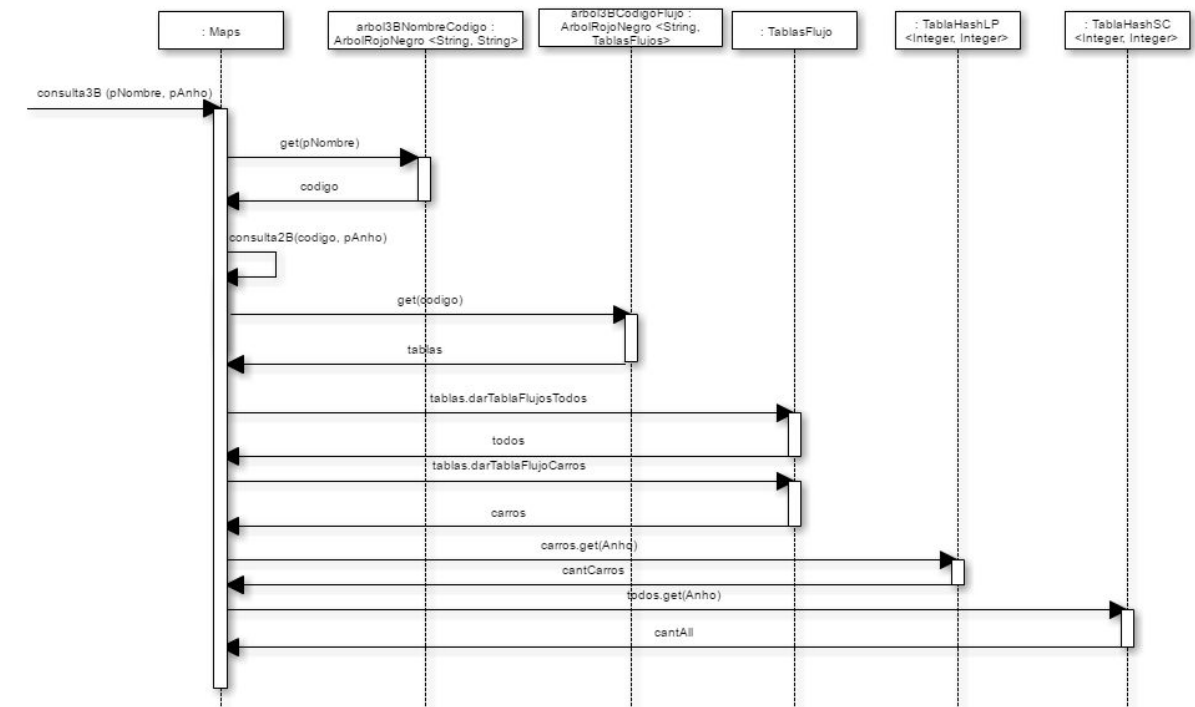 : Maps
arbol3BNombreCodigo :
ArbolRojoNegro <String, String>
arbol3BCodigoFlujo :
ArbolRojoNegro <String,
TablasFlujos>
: TablasFlujo
: TablaHashLP
<Integer, Integer>
: TablaHashSC
<Integer, Integer>
consulta3B (pNombre, pAnho)
get(pNombre)
codigo
consulta2B(codigo, pAnho)
get(codigo)
tablas
tablas.darTablaFlujosTodos
todos
tablas.darTablaFlujoCarros
carros
carros.get(Anho)
cantCarros
todos.get(Anho)
cantAll